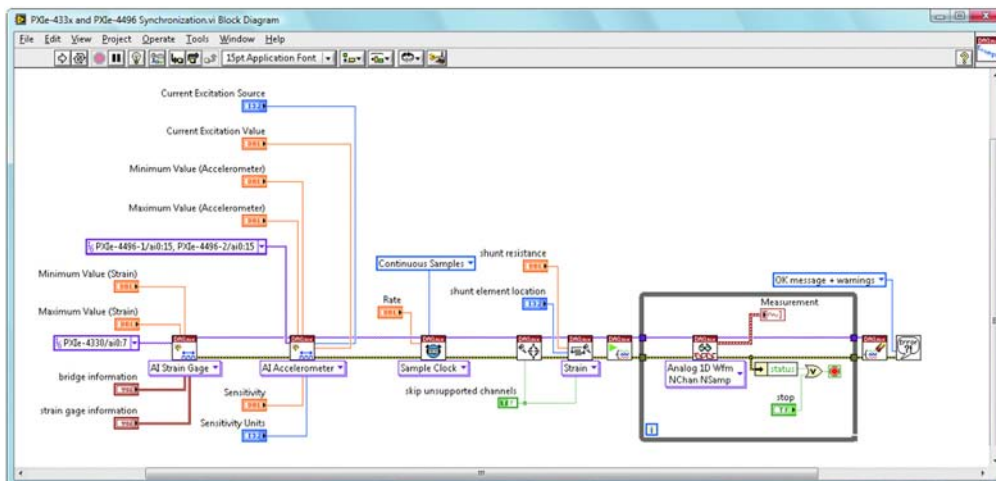 PXIe-433x and PXIe-4496 Synchronization.vi Block Diagram
File Edit View Project Operate Tools Window Help
15pt Application Font
Current Excitation Source
Current Excitation Value
Minimum Value (Accelerometer)
Maximum Value (Accelerometer)
PXIe-4496-1/ai0:15, PXIe-4496-2/ai0:15
Continuous Samples
shunt resistance
OK message + warnings
Minimum Value (Strain)
shunt element location
Measurement
Maximum Value (Strain)
Rate
PXIe-4330/ai0:7
AI Strain Gage
AI Accelerometer
Sample Clock
Strain
Analog 1D Wfm
NChan NSamp
status
bridge information
Sensitivity
skip unsupported channels
stop
strain gage information
Sensitivity Units
i